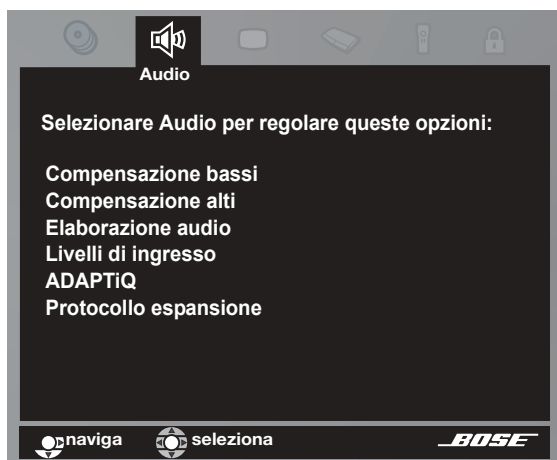 Audio
Selezionare Audio per regolare queste opzioni:
Compensazione bassi
Compensazione alti
Elaborazione audio
Livelli di ingresso
ADAPTiQ
Protocollo espansione
naviga seleziona BOSE